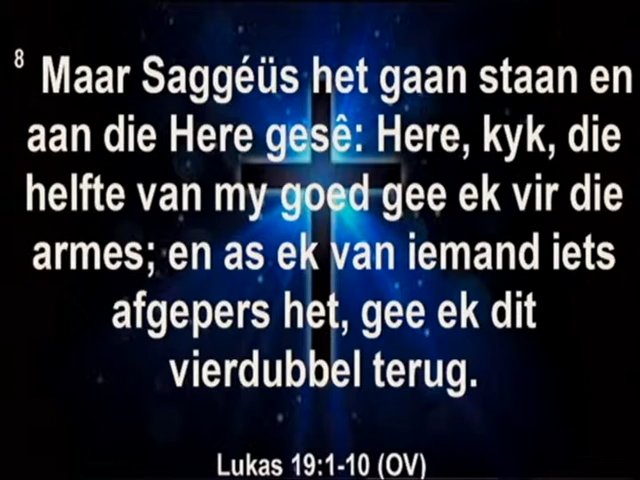 8 Maar Saggéüs het gaan staan en
aan die Here gesê: Here, kyk, die
helfte van my goed gee ek vir die
armes; en as ek van iemand iets
afgepers het, gee ek dit
vierdubbel terug.
Lukas 19:1-10 (OV)